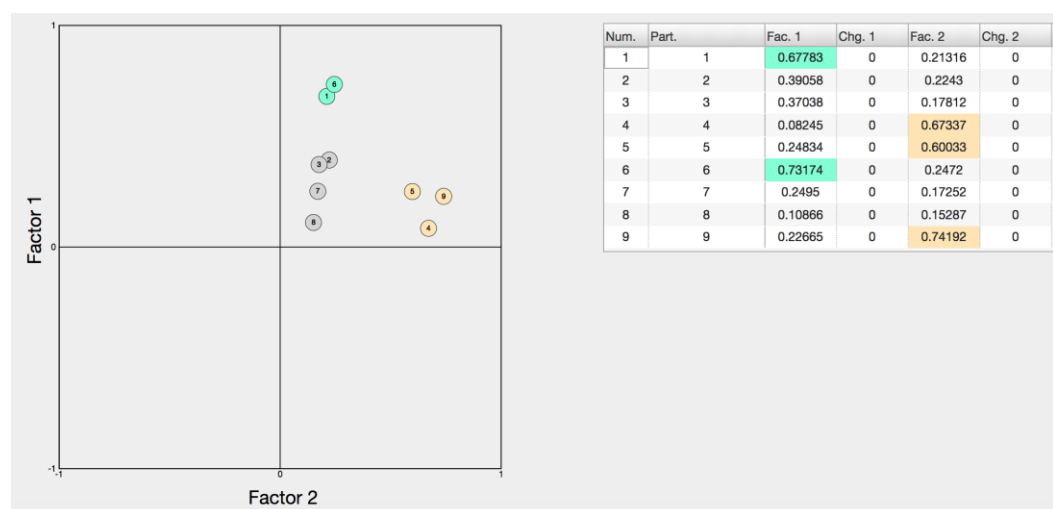 1
6
1
3 2
7
5 9
8
4
Factor 1
0
-1
-1 0 1
Factor 2
Num. Part. Fac. 1 Chg. 1 Fac. 2 Chg. 2
1 1 0.67783 0 0.21316 0
2 2 0.39058 0 0.2243 0
3 3 0.37038 0 0.17812 0
4 4 0.08245 0 0.67337 0
5 5 0.24834 0 0.60033 0
6 6 0.73174 0 0.2472 0
7 7 0.2495 0 0.17252 0
8 8 0.10866 0 0.15287 0
9 9 0.22665 0 0.74192 0